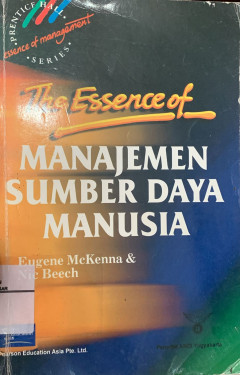 PRENTICE HALL
essence of management
SERIES
The Essence of
MANAJEMEN
SUMBER DAYA
MANUSIA
Eugene McKenna &
Nic Beech
Pearson Education Asia Pte. Ltd.